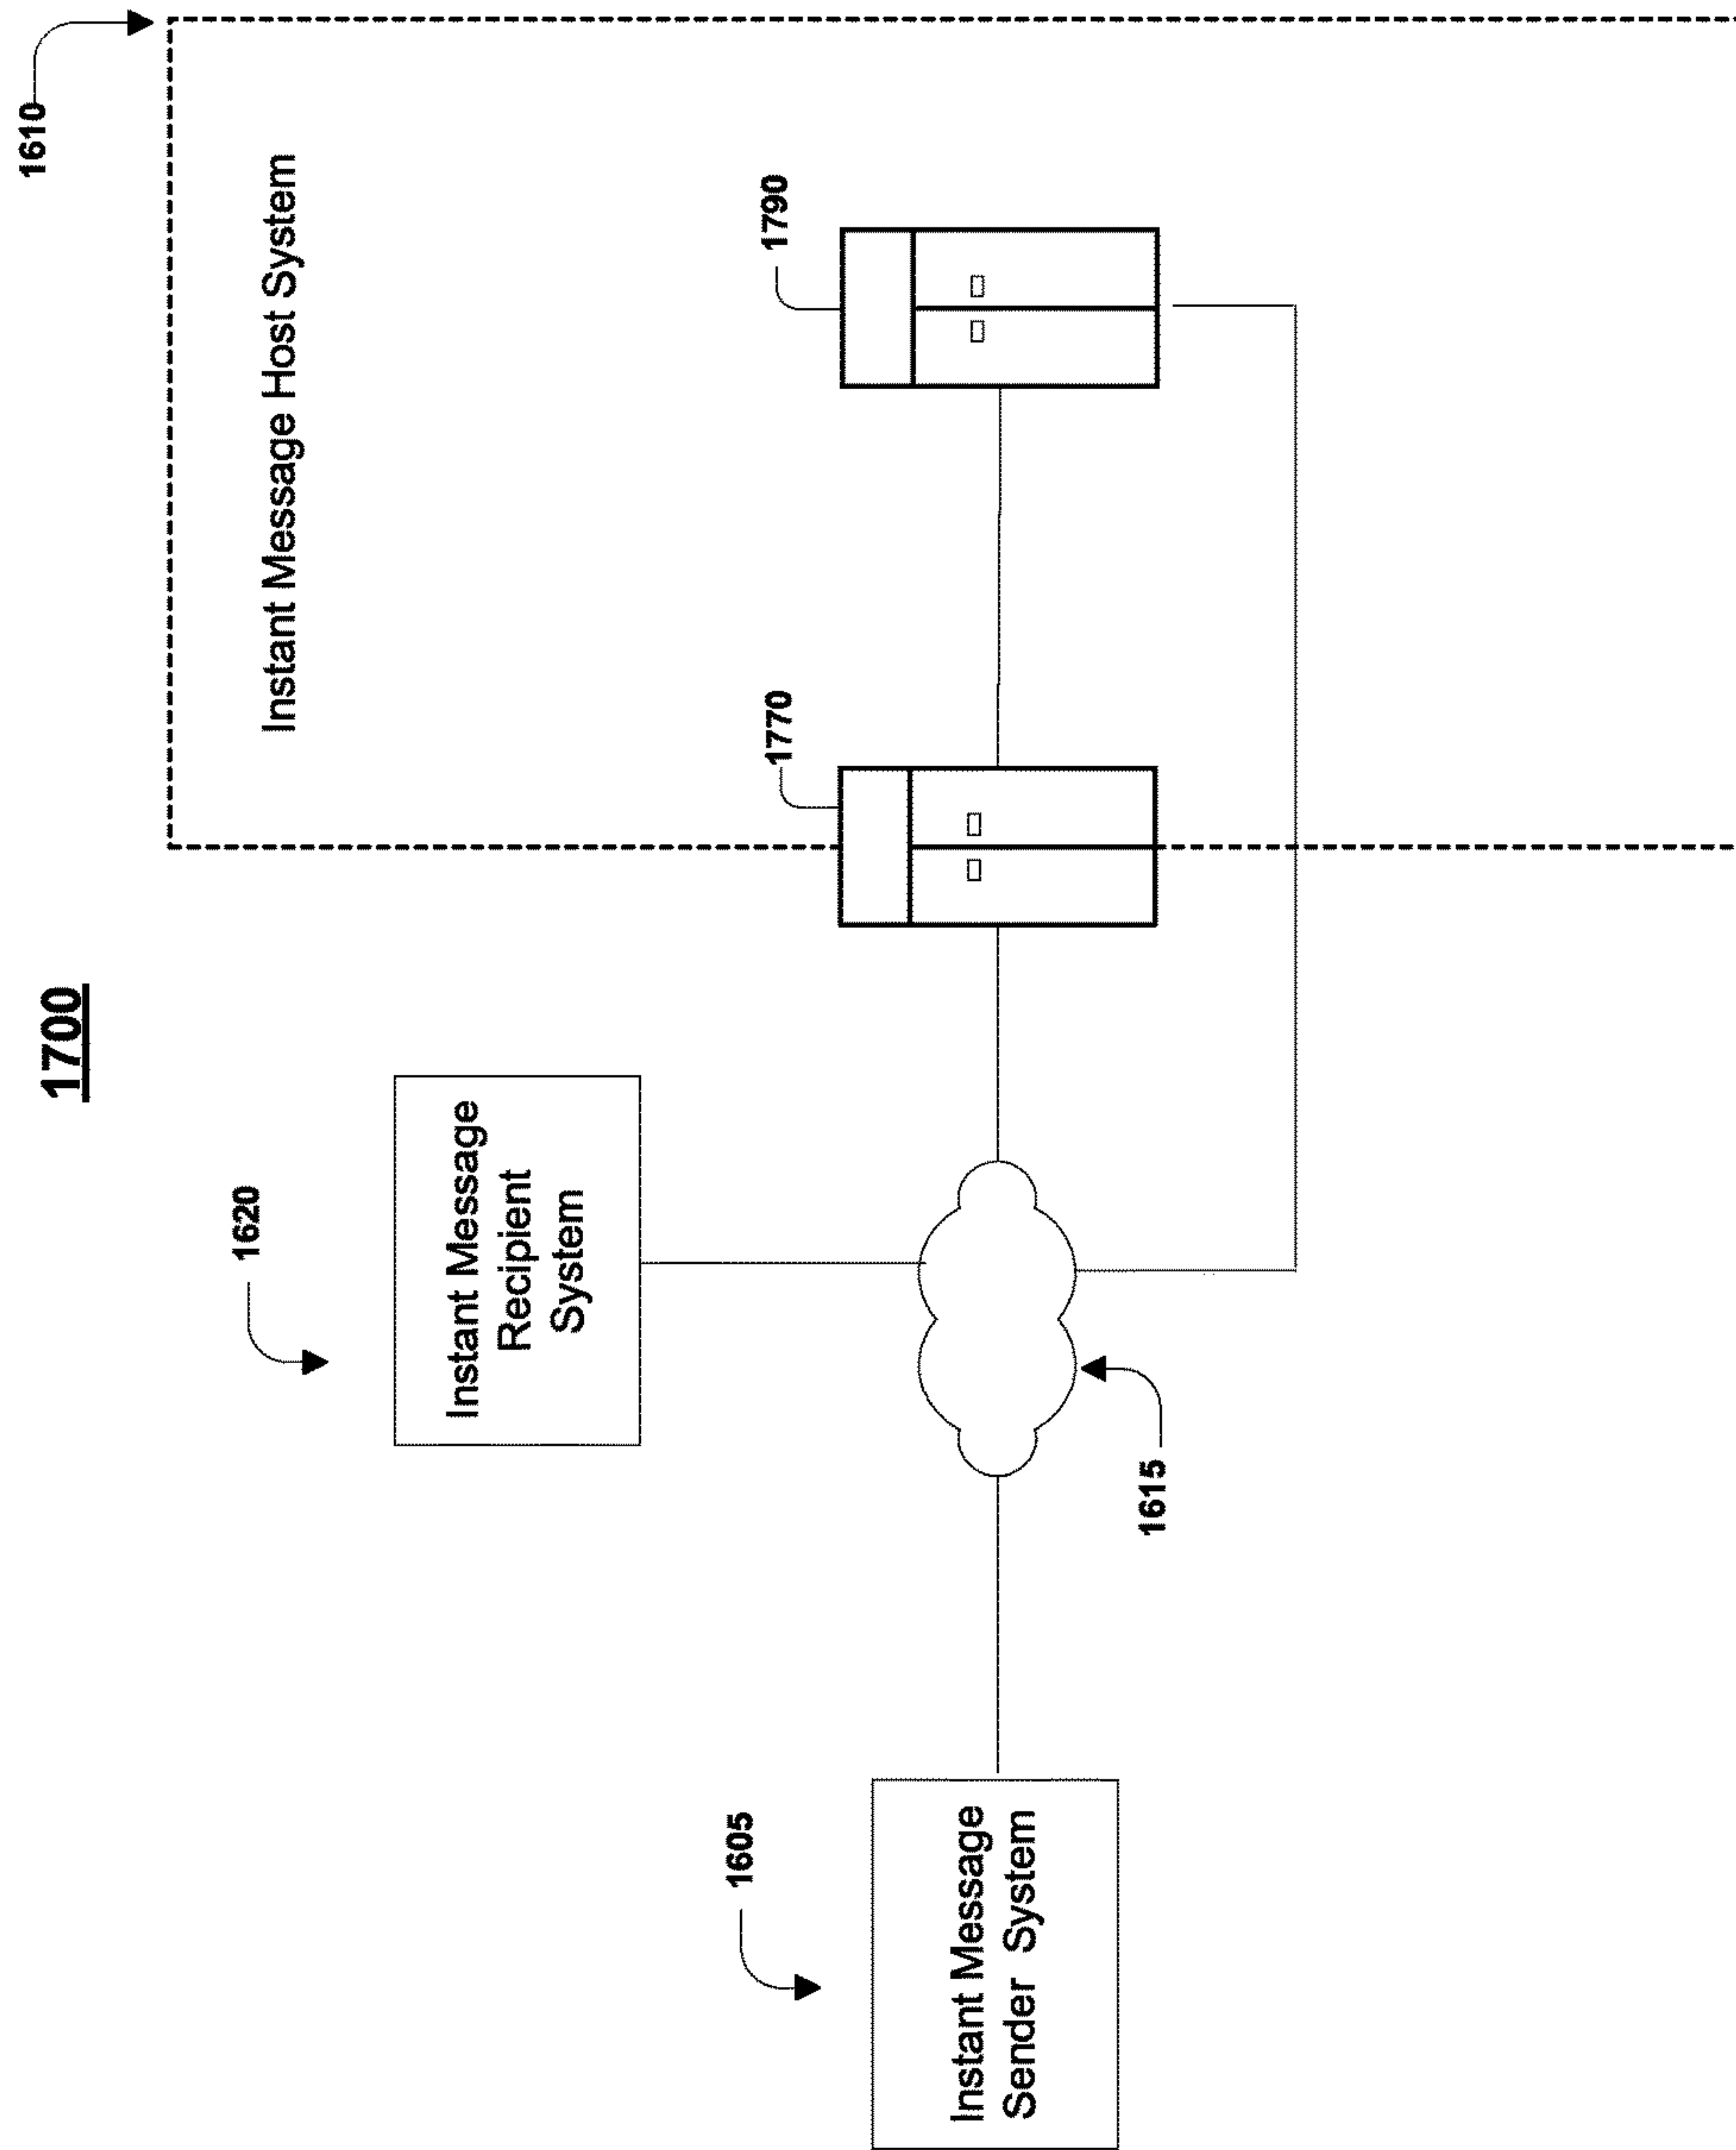 1700
1610
Instant Message Host System
1620
Instant Message
Recipient
System
1790
1770
1605
Instant Message
Sender System
1615